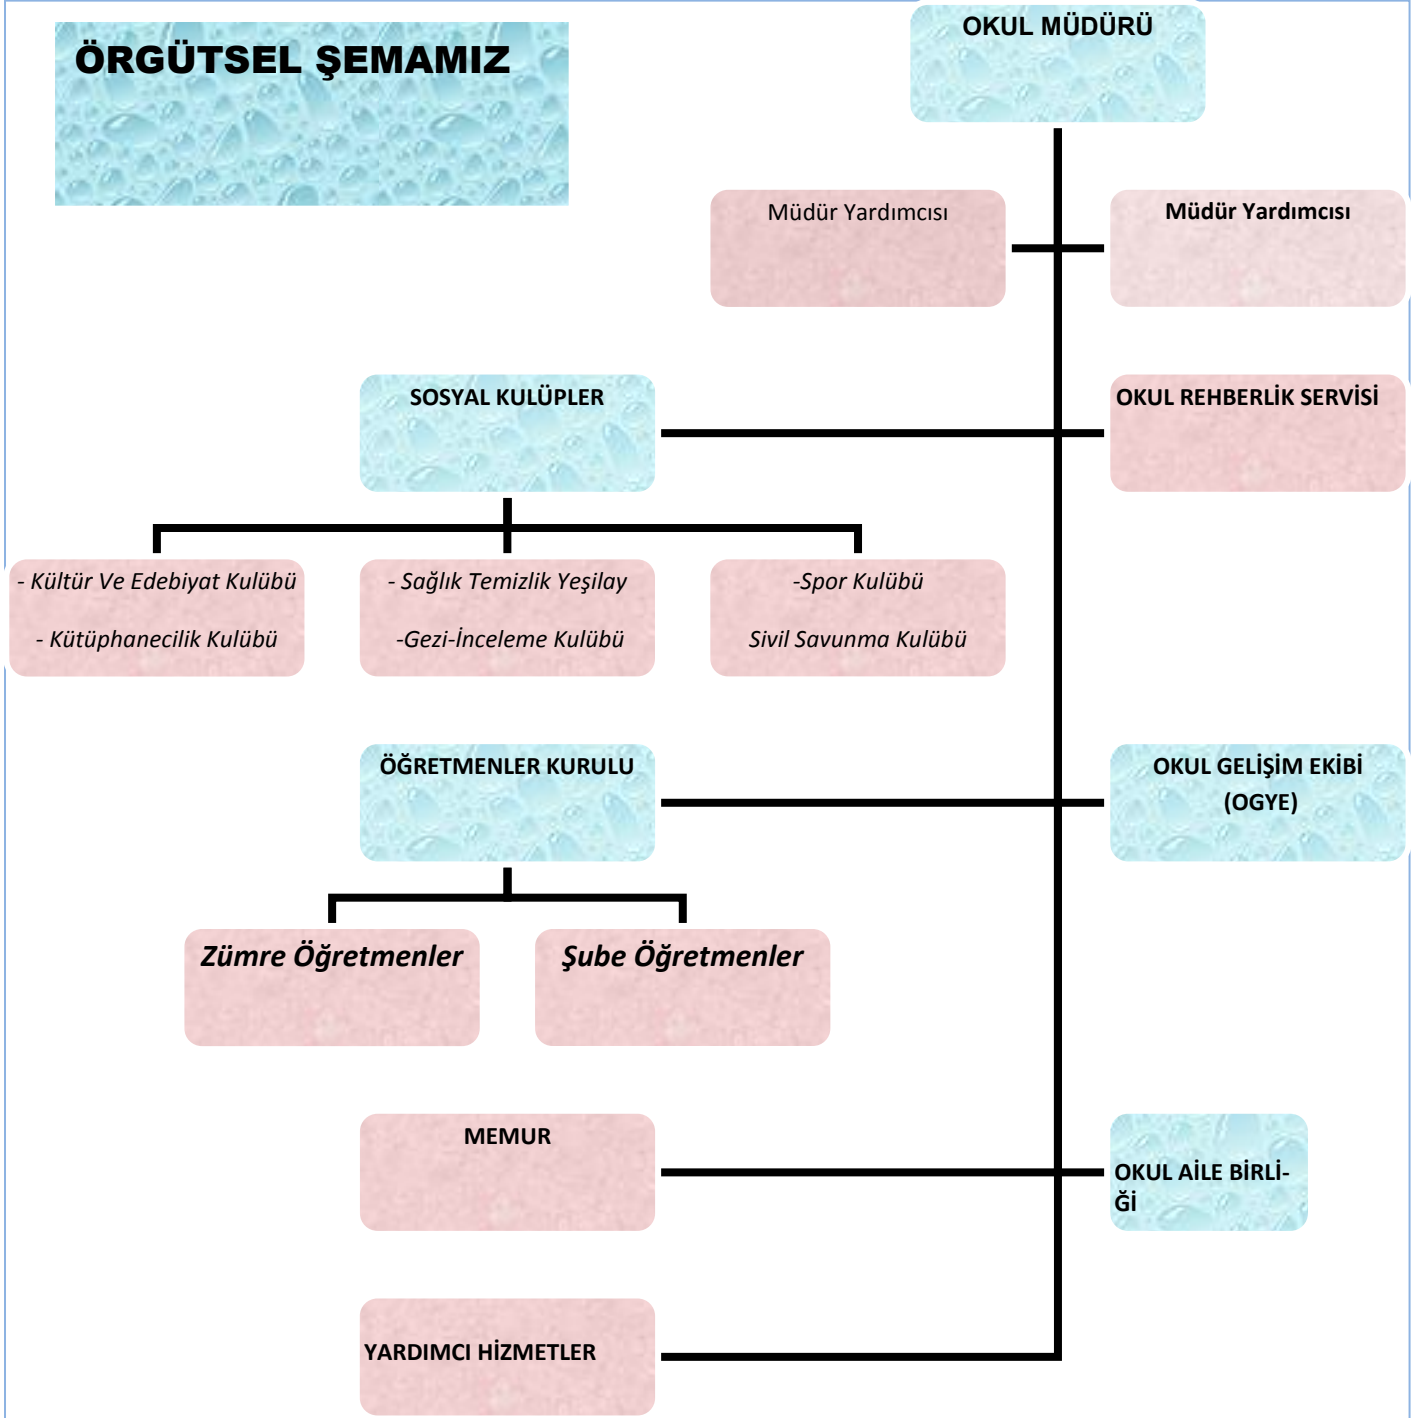 ÖRGÜTSEL ŞEMAMIZ
OKUL MÜDÜRÜ
Müdür Yardımcısı
Müdür Yardımcısı
SOSYAL KULÜPLER
OKUL REHBERLİK SERVİSİ
- Kültür Ve Edebiyat Kulübü
- Kütüphanecilik Kulübü
- Sağlık Temizlik Yeşilay
-Gezi-İnceleme Kulübü
-Spor Kulübü
Sivil Savunma Kulübü
ÖĞRETMENLER KURULU
OKUL GELİŞİM EKİBİ
(OGYE)
Zümre Öğretmenler
Şube Öğretmenler
MEMUR
OKUL AİLE BİRLİ-
Ğİ
YARDIMCI HİZMETLER